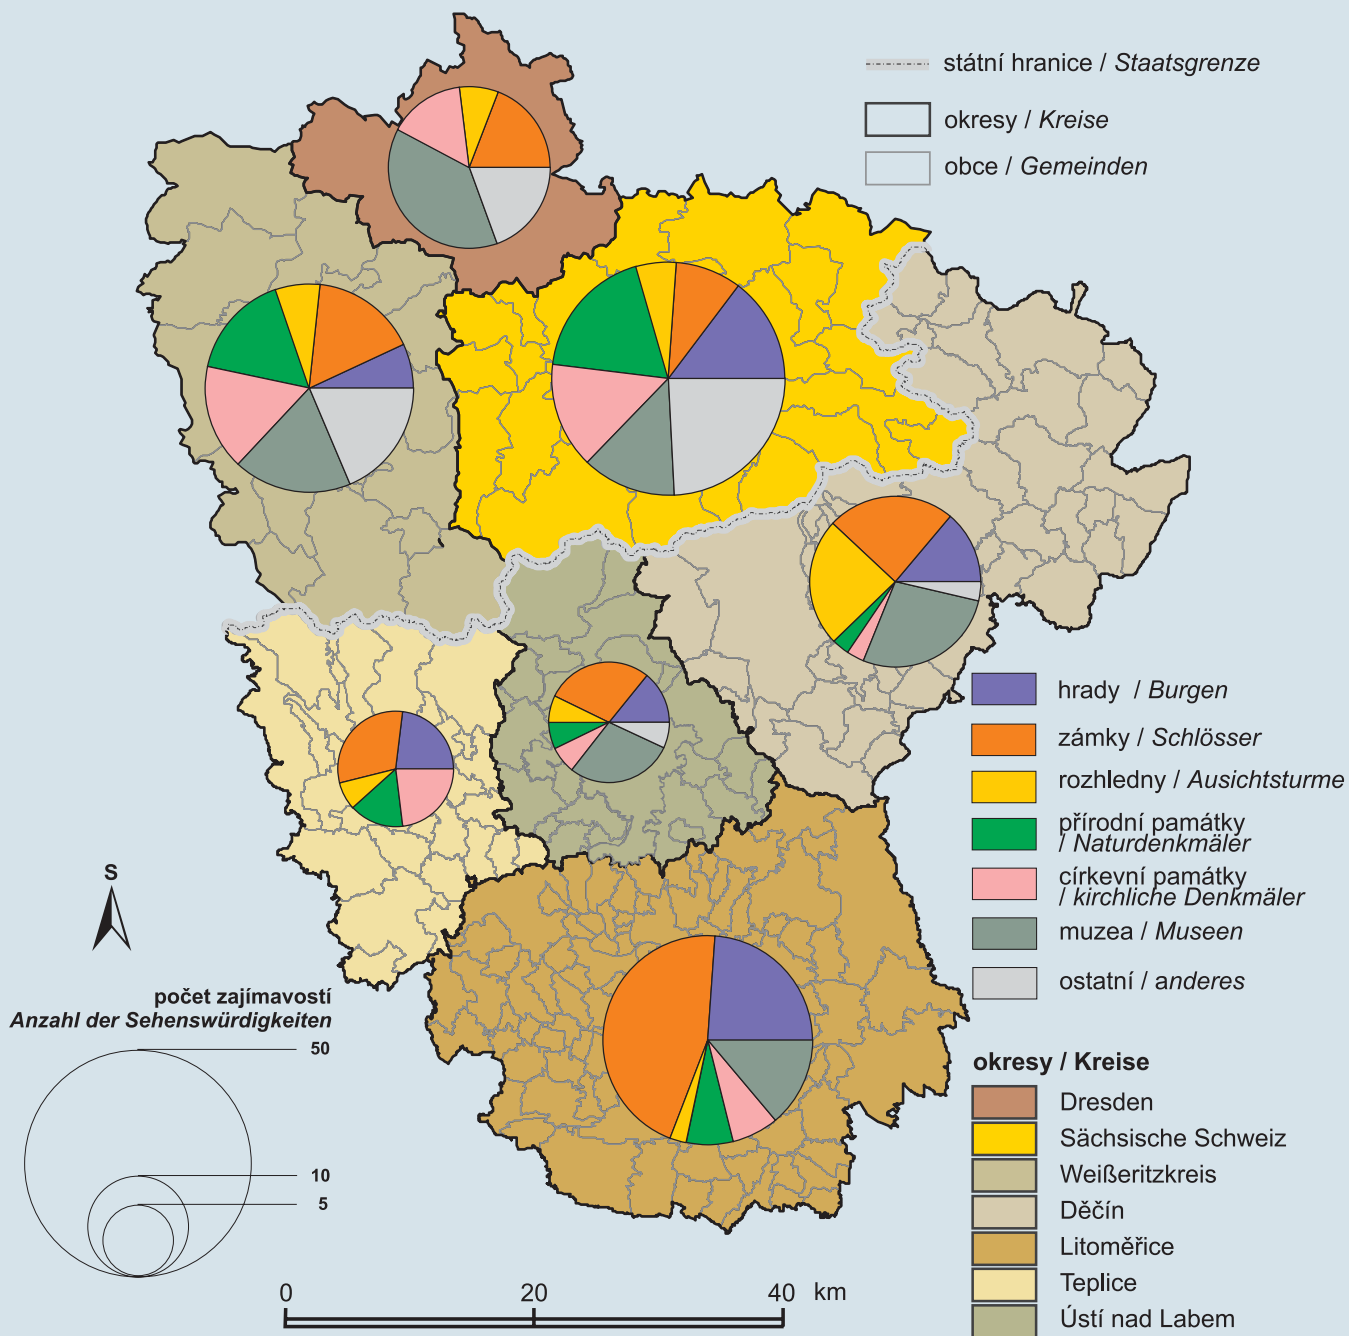 státní hranice / Staatsgrenze
okresy / Kreise
obce / Gemeinden
hrady / Burgen
zámky / Schlösser
rozhledny / Ausichtsturme
přírodní památky
/ Naturdenkmäler
církevní památky
/ kirchliche Denkmäler
muzea / Museen
ostatní / anderes
S
počet zajímavostí
Anzahl der Sehenswürdigkeiten
50
10
5
okresy / Kreise
Dresden
Sächsische Schweiz
Weißeritzkreis
Děčín
Litoměřice
Teplice
Ústí nad Labem
0 20 40 km